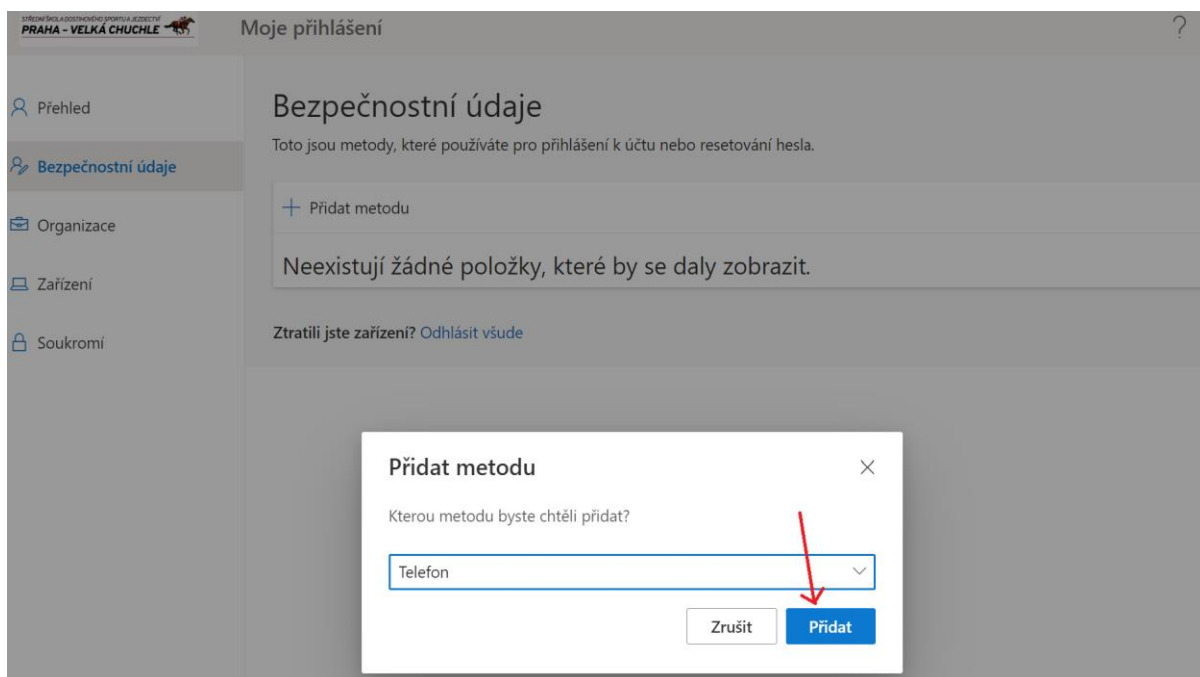 STŘEDNÍ ŠKOLA DOSTIHOVÉHO SPORTU A JEZDECTVÍ
PRAHA - VELKÁ CHUCHLE
Moje přihlášení
?
Přehled
Bezpečnostní údaje
Organizace
Zařízení
Soukromí
Bezpečnostní údaje
Toto jsou metody, které používáte pro přihlášení k účtu nebo resetování hesla.
+ Přidat metodu
Neexistují žádné položky, které by se daly zobrazit.
Ztratili jste zařízení? Odhlásit všude
Přidat metodu
Kterou metodu byste chtěli přidat?
Telefon
Zrušit
Přidat